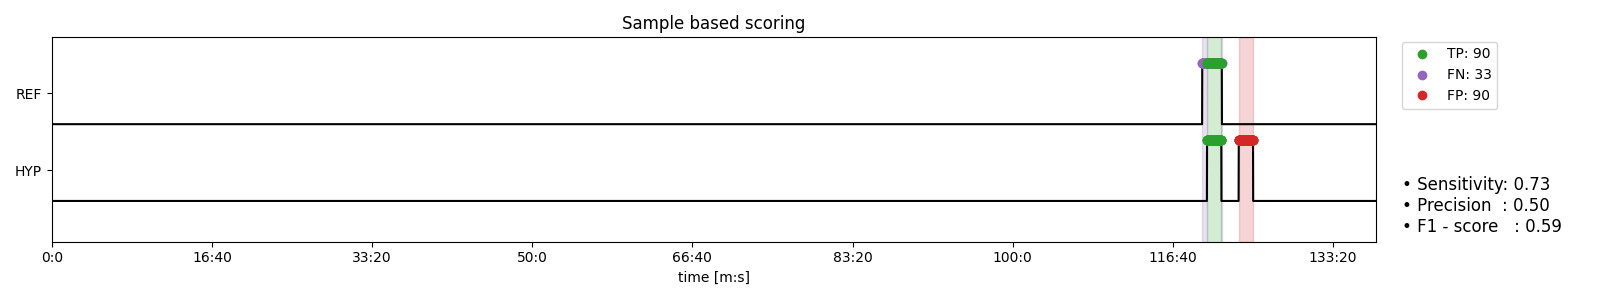 Sample based scoring
REF
HYP
TP: 90
FN: 33
FP: 90
• Sensitivity: 0.73
• Precision  : 0.50
• F1 - score   : 0.59
0:0 16:40 33:20 50:0 66:40 83:20 100:0 116:40 133:20
time [m:s]